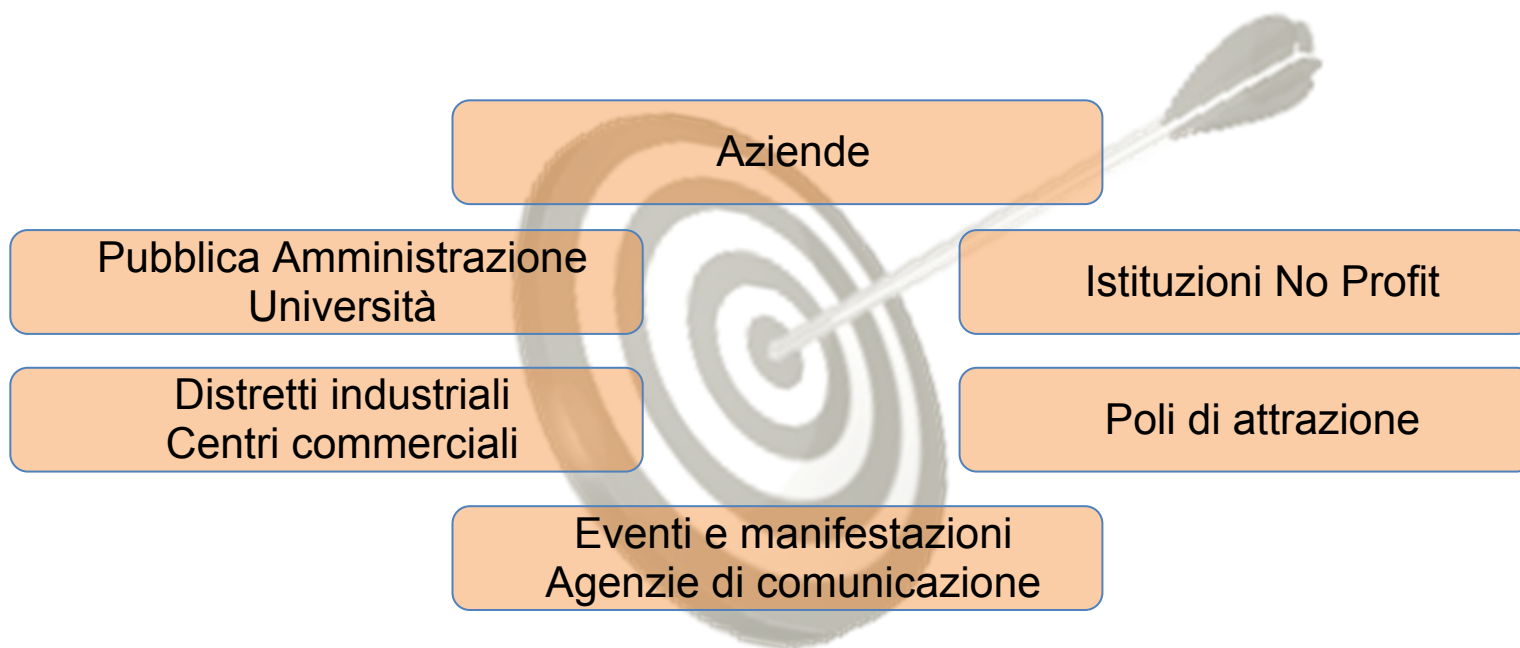 Aziende
Pubblica Amministrazione
Università
Istituzioni No Profit
Distretti industriali
Centri commerciali
Poli di attrazione
Eventi e manifestazioni
Agenzie di comunicazione